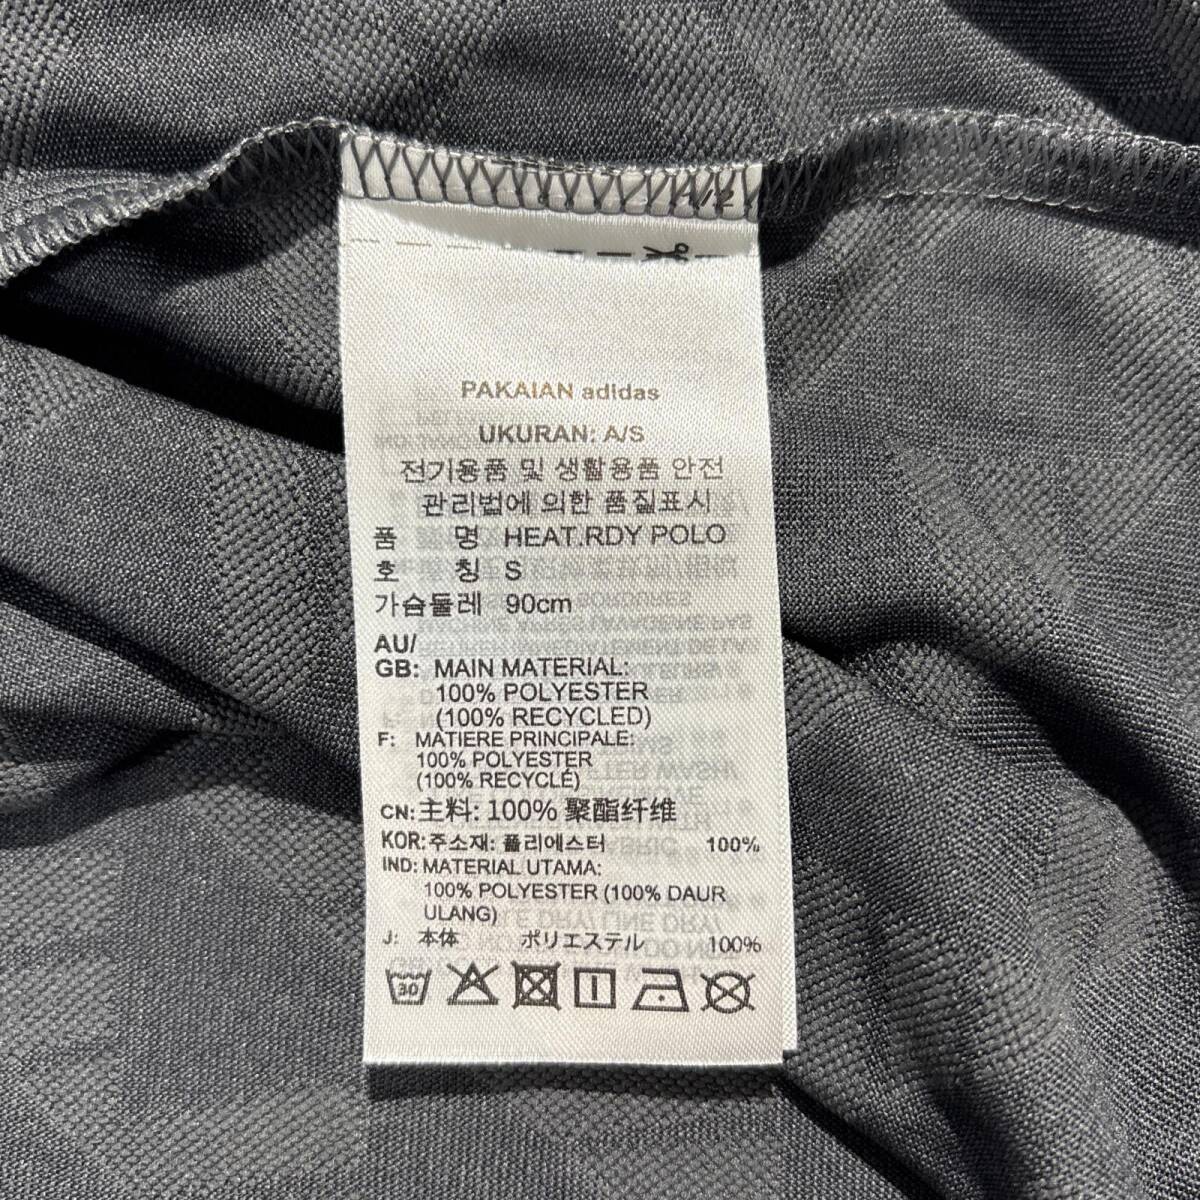 1/2
PAKAIAN adidas
UKURAN: A/S
전기용품 및 생활용품 안전
관리법에 의한 품질표시
품 명 HEAT.RDY POLO
호 칭 S
가슴둘레 90cm
AU/
GB: MAIN MATERIAL:
100% POLYESTER
(100% RECYCLED)
F: MATIERE PRINCIPALE:
100% POLYESTER
(100% RECYCLÉ)
CN: 主料: 100% 聚酯纤维
KOR: 주소재: 폴리에스터 100%
IND: MATERIAL UTAMA:
100% POLYESTER (100% DAUR
ULANG)
J: 本体 ポリエステル 100%
30